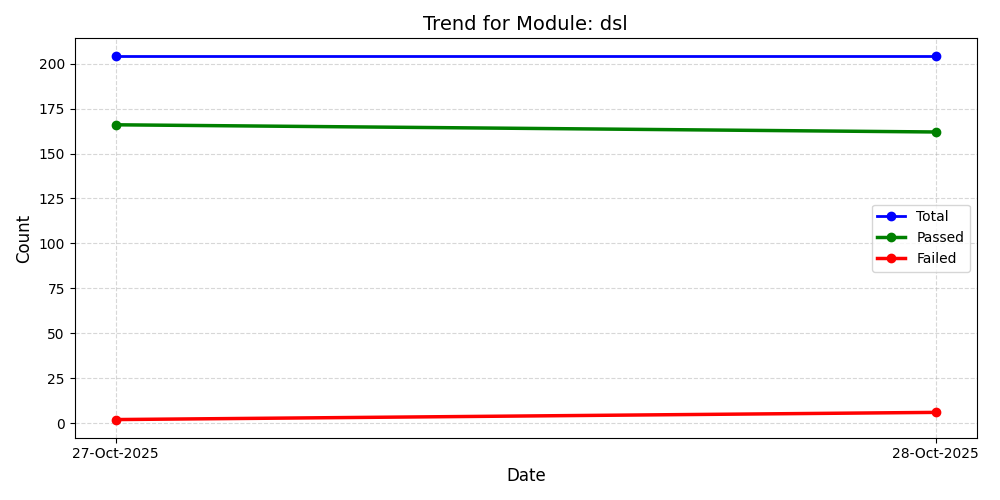 Trend for Module: dsl
200
175
150
125
100
75
50
25
0
Count
Total
Passed
Failed
27-Oct-2025
28-Oct-2025
Date